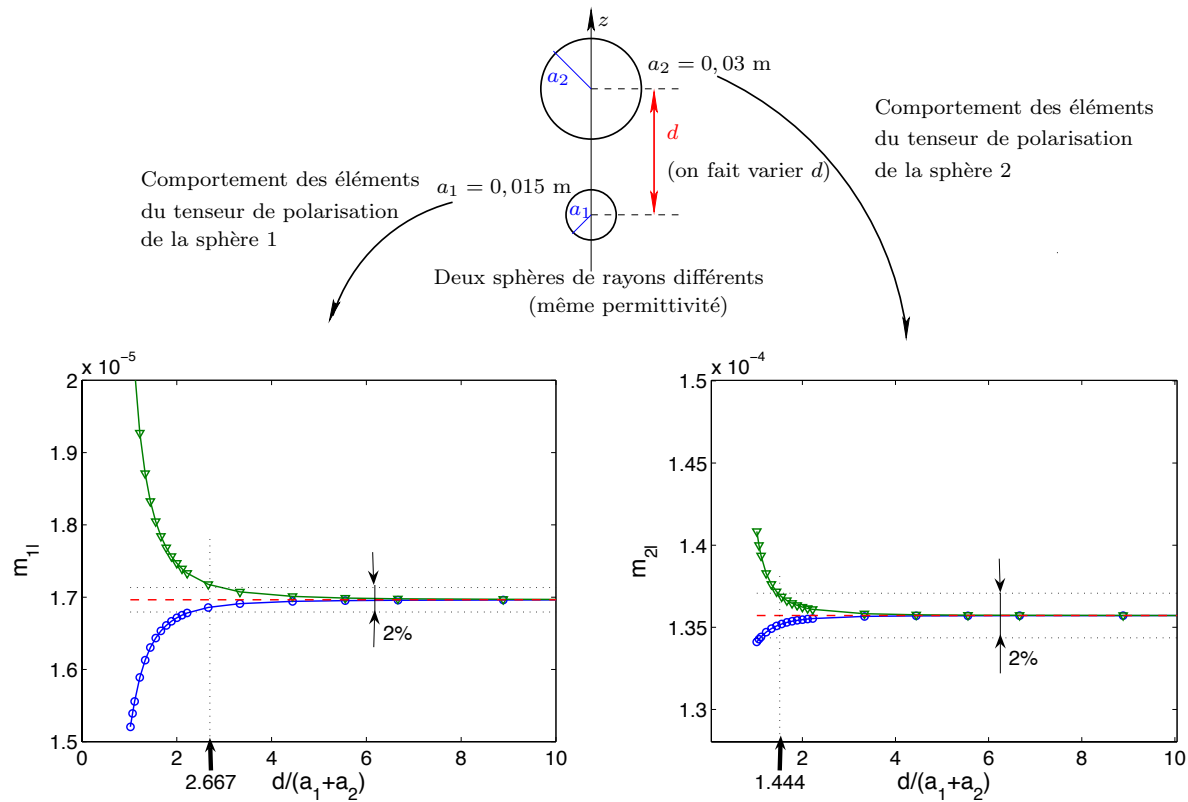 z
a2
a2 = 0, 03 m
d
(on fait varier d)
Comportement des éléments
du tenseur de polarisation
de la sphère 2
Comportement des éléments
du tenseur de polarisation
de la sphère 1
a1 = 0, 015 m
a1
Deux sphères de rayons différents
(même permittivité)
x 10^-5
2
1.9
1.8
1.7
1.6
1.5
m1l
2%
0 2 4 6 8 10
2.667
d/(a1+a2)
x 10^-4
1.5
1.45
1.4
1.35
1.3
m2l
2%
2 4 6 8 10
1.444
d/(a1+a2)